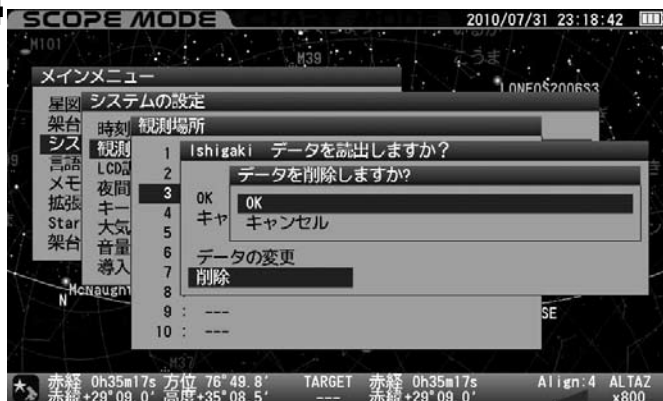 SCOPE MODE 2010/07/31 23:18:42
M101
M39
こうま
LONEOS2006S3
メインメニュー
星図
架台
シス
言語
メモ
拡張
Star
架台
システムの設定
時刻
観測
LCD
夜間
キー
大気
音量
導入
観測場所
1
2
3
4
5
6
7
8 :
9 : ---
10 : ---
Ishigaki データを読出しますか?
OK
キャ
データの変更
削除
データを削除しますか?
OK
キャンセル
McNaught
N
SE
M37
赤経 0h35m17s 方位 76°49.8' TARGET 赤経 0h35m17s Align:4 ALTAZ
赤緯+29°09.0' 高度+35°08.5' --- 赤緯+29°09.0' x800